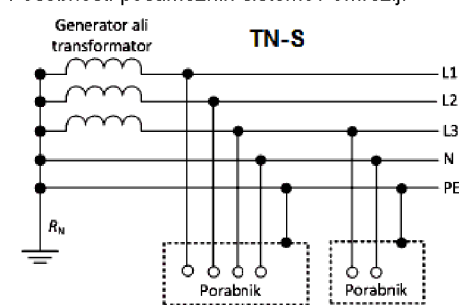 Generator ali
transformator
TN-S
L1
L2
L3
N
PE
RN
Porabnik
Porabnik